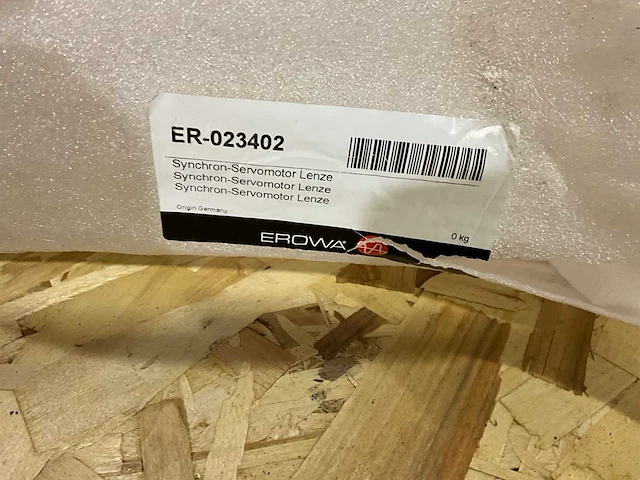 ER-023402
Synchron-Servomotor Lenze
Synchron-Servomotor Lenze
Synchron-Servomotor Lenze
Origin Germany
0 kg
EROWA